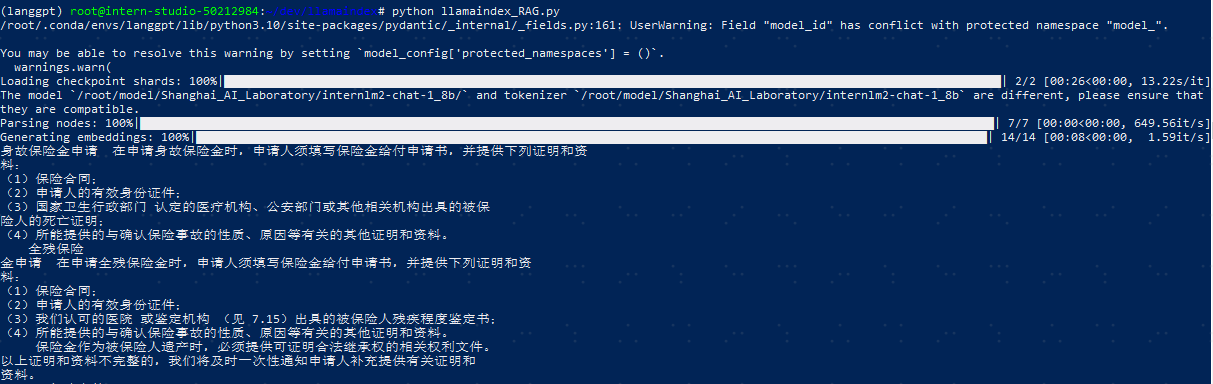 (langgpt) root@intern-studio-50212984:# python llamaindex_RAG.py
/root/.conda/envs/langgpt/lib/python3.10/site-packages/pydantic/_internal/_fields.py:161: UserWarning: Field "model_id" has conflict with protected namespace "model_".
You may be able to resolve this warning by setting `model_config['protected_namespaces'] = ()`.
  warnings.warn(
Loading checkpoint shards: 100%| | 2/2 [00:26<00:00, 13.22s/it]
The model `/root/model/Shanghai_AI_Laboratory/internlm2-chat-1_8b/` and tokenizer `/root/model/Shanghai_AI_Laboratory/internlm2-chat-1_8b` are different, please ensure that
they are compatible.
Parsing nodes: 100%| | 7/7 [00:00<00:00, 649.56it/s]
Generating embeddings: 100%| | 14/14 [00:08<00:00, 1.59it/s]
身故保险金申请 在申请身故保险金时，申请人须填写保险金给付申请书，并提供下列证明和资
料：
（1）保险合同；
（2）申请人的有效身份证件；
（3）国家卫生行政部门 认定的医疗机构、公安部门或其他相关机构出具的被保
险人的死亡证明；
（4）所能提供的与确认保险事故的性质、原因等有关的其他证明和资料。
全残保险
金申请 在申请全残保险金时，申请人须填写保险金给付申请书，并提供下列证明和资
料：
（1）保险合同；
（2）申请人的有效身份证件；
（3）我们认可的医院 或鉴定机构 （见 7.15）出具的被保险人残疾程度鉴定书；
（4）所能提供的与确认保险事故的性质、原因等有关的其他证明和资料。
保险金作为被保险人遗产时，必须提供可证明合法继承权的相关权利文件。
以上证明和资料不完整的，我们将及时一次性通知申请人补充提供有关证明和
资料。